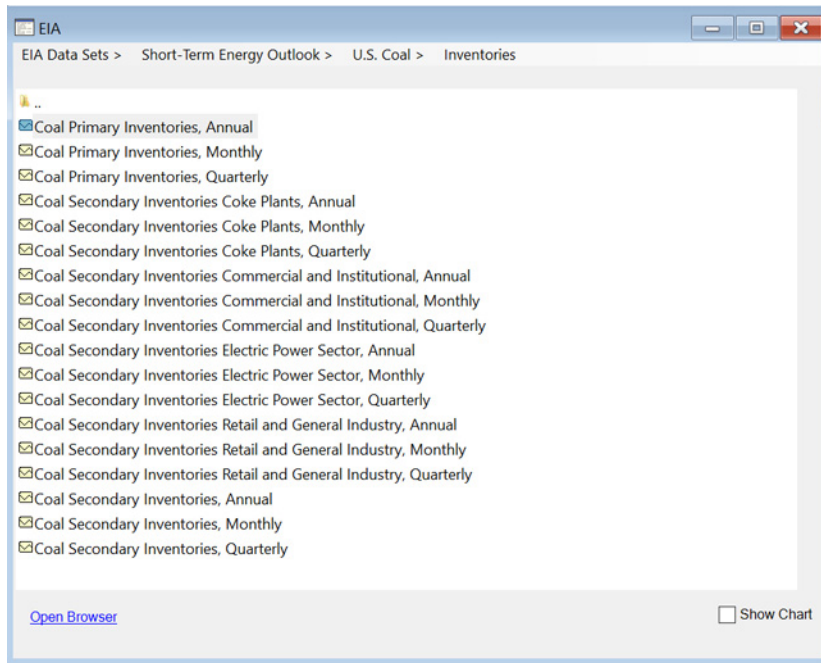 EIA
EIA Data Sets > Short-Term Energy Outlook > U.S. Coal > Inventories
..
Coal Primary Inventories, Annual
Coal Primary Inventories, Monthly
Coal Primary Inventories, Quarterly
Coal Secondary Inventories Coke Plants, Annual
Coal Secondary Inventories Coke Plants, Monthly
Coal Secondary Inventories Coke Plants, Quarterly
Coal Secondary Inventories Commercial and Institutional, Annual
Coal Secondary Inventories Commercial and Institutional, Monthly
Coal Secondary Inventories Commercial and Institutional, Quarterly
Coal Secondary Inventories Electric Power Sector, Annual
Coal Secondary Inventories Electric Power Sector, Monthly
Coal Secondary Inventories Electric Power Sector, Quarterly
Coal Secondary Inventories Retail and General Industry, Annual
Coal Secondary Inventories Retail and General Industry, Monthly
Coal Secondary Inventories Retail and General Industry, Quarterly
Coal Secondary Inventories, Annual
Coal Secondary Inventories, Monthly
Coal Secondary Inventories, Quarterly
Open Browser Show Chart